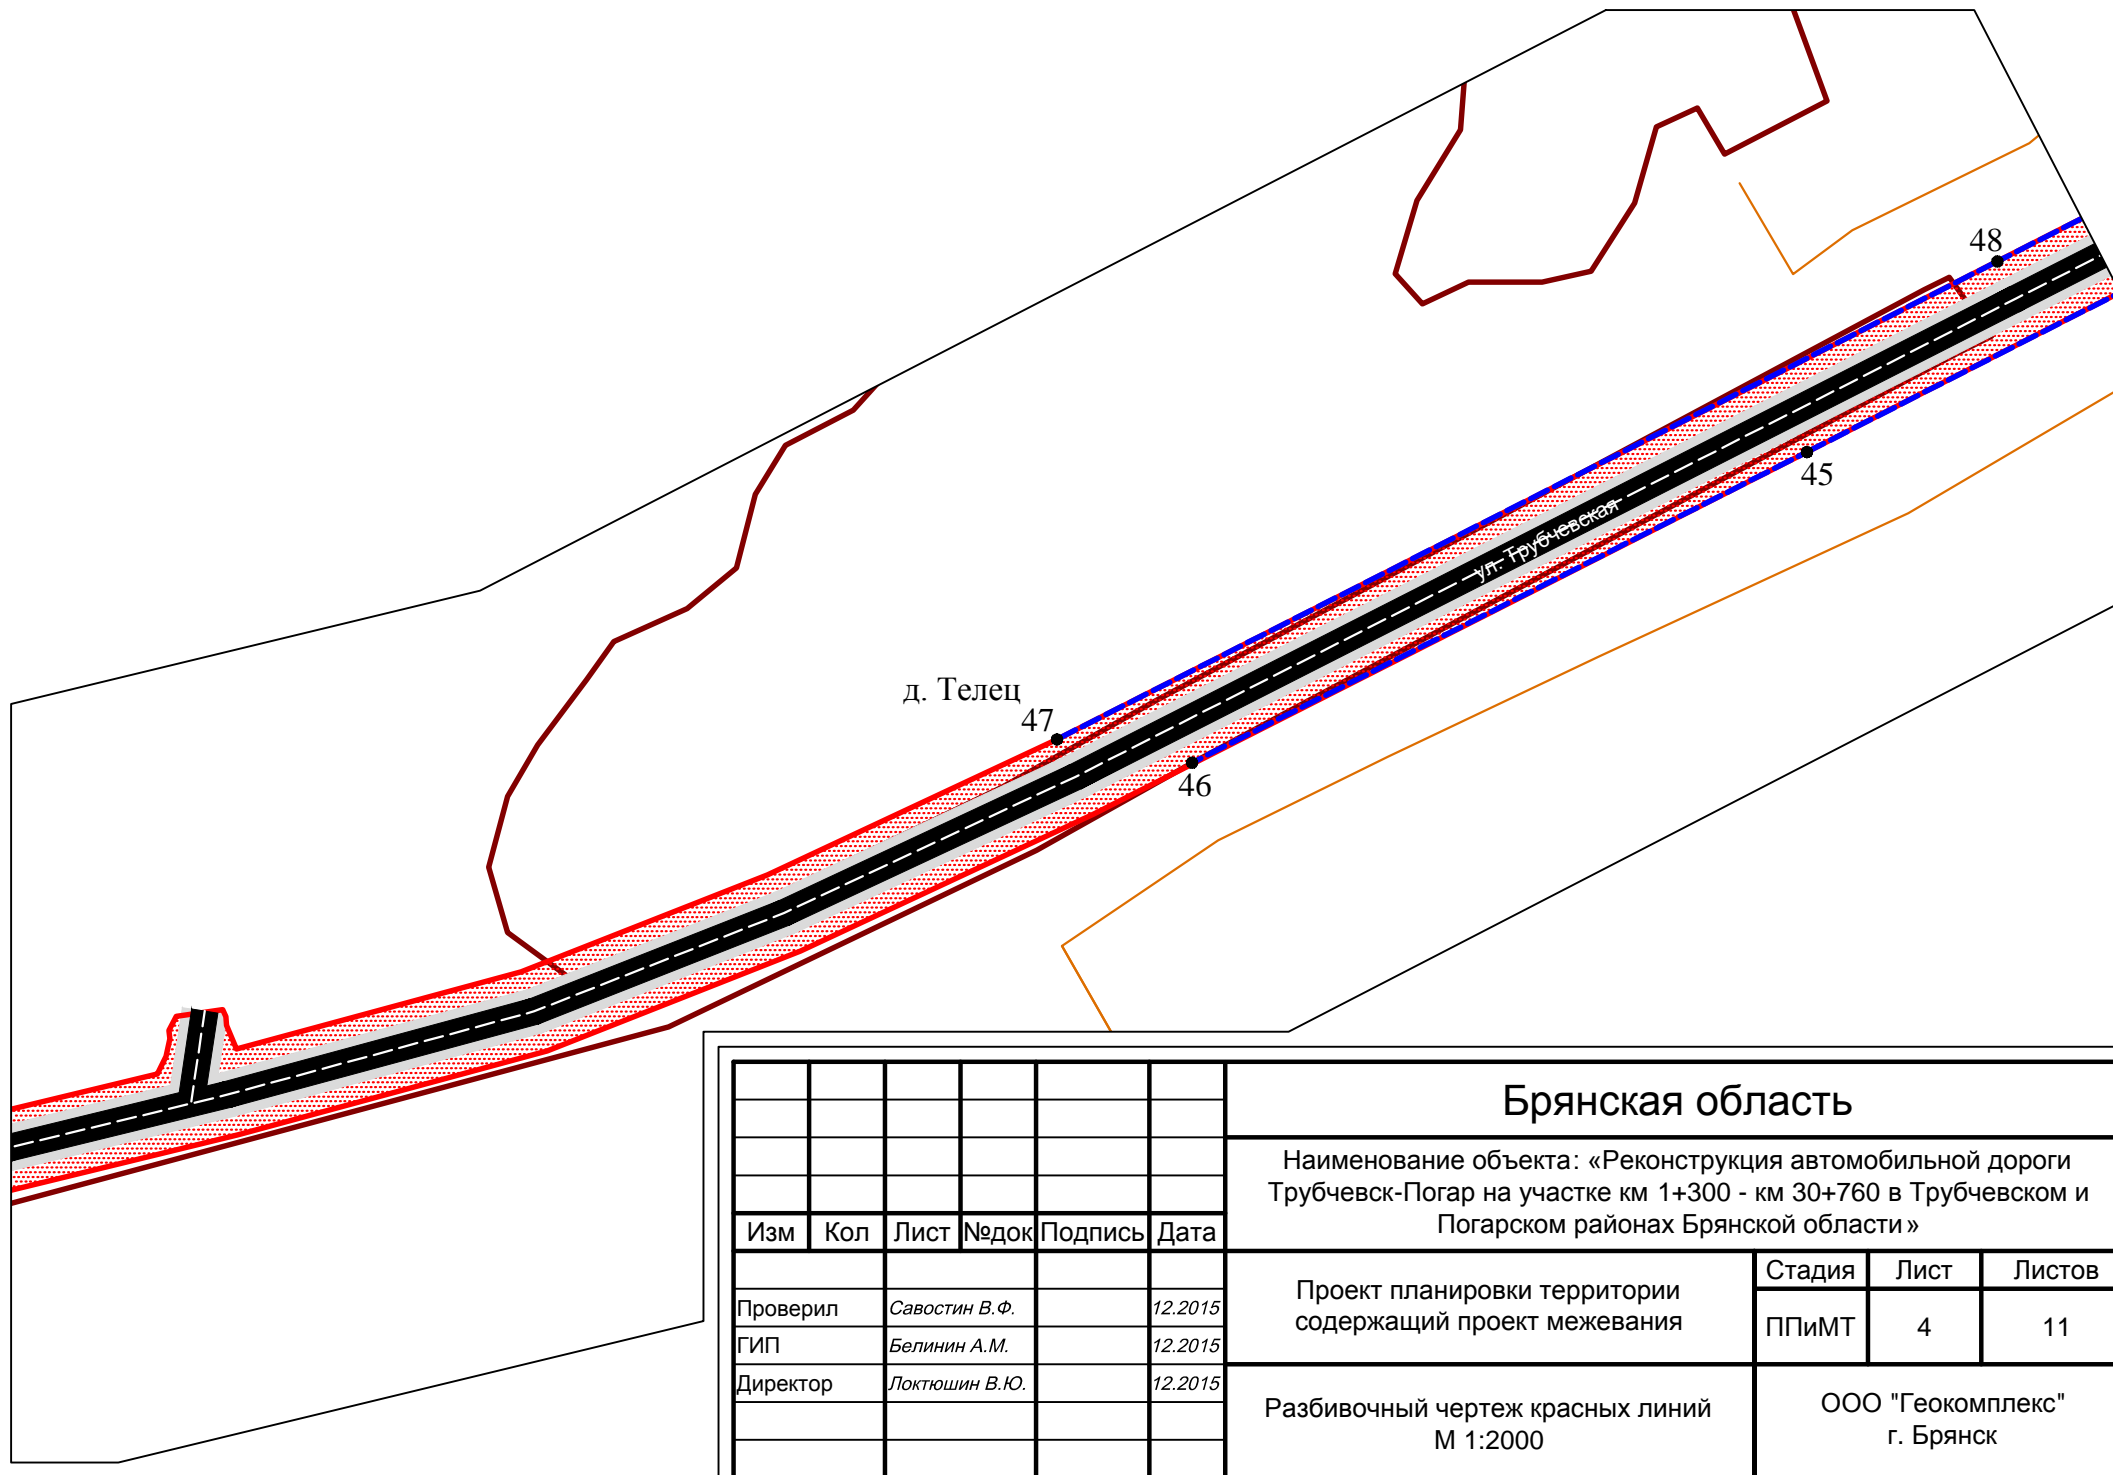 48
45
ул. Трубчевская
д. Телец
47
46
Брянская область
Наименование объекта: «Реконструкция автомобильной дороги
Трубчевск-Погар на участке км 1+300 - км 30+760 в Трубчевском и
Погарском районах Брянской области»
Изм Кол Лист №док Подпись Дата
Проект планировки территории
содержащий проект межевания
Стадия Лист Листов
ППиМТ 4 11
Проверил Савостин В.Ф. 12.2015
ГИП Белинин А.М. 12.2015
Директор Локтюшин В.Ю. 12.2015
Разбивочный чертеж красных линий
М 1:2000
ООО "Геокомплекс"
г. Брянск